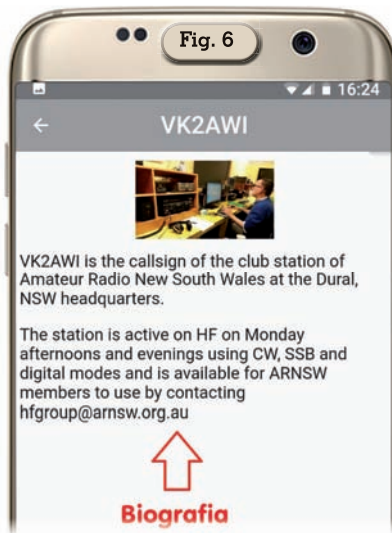 Fig. 6
16:24
VK2AWI
VK2AWI is the callsign of the club station of
Amateur Radio New South Wales at the Dural,
NSW headquarters.
The station is active on HF on Monday
afternoons and evenings using CW, SSB and
digital modes and is available for ARNSW
members to use by contacting
hfgroup@arnsw.org.au
Biografia